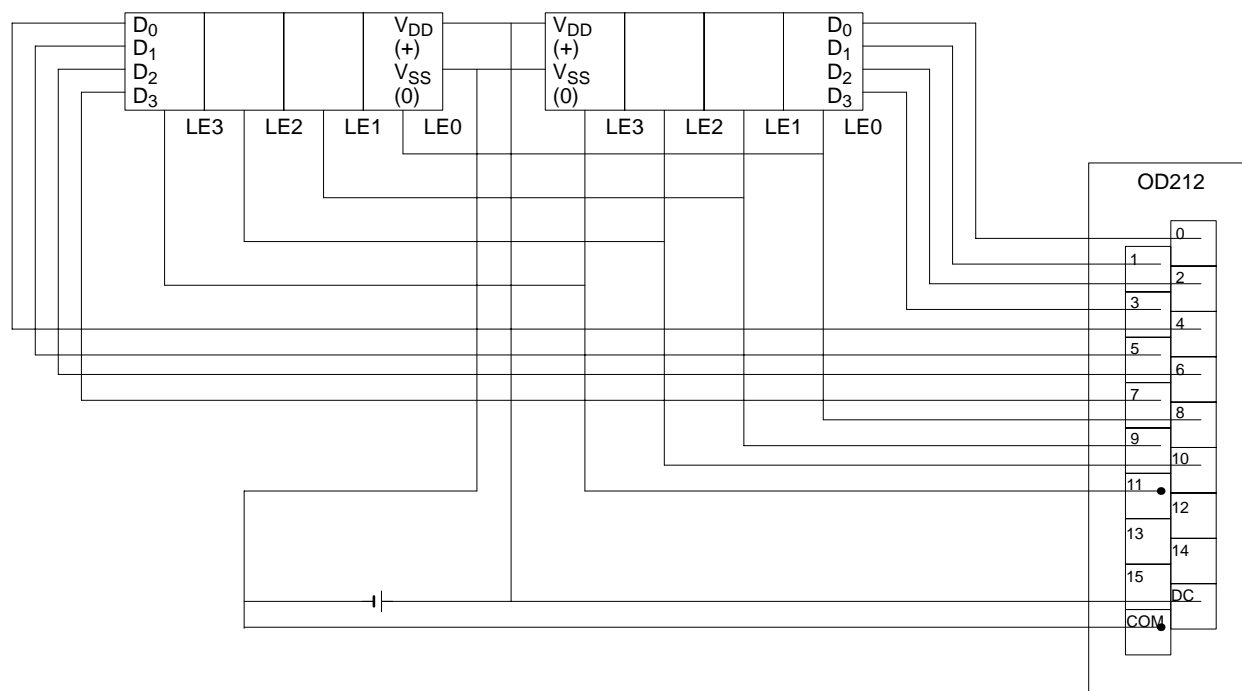 D0 VDD VDD D0
D1 (+) (+) D1
D2 VSS VSS D2
D3 (0) (0) D3
LE3 LE2 LE1 LE0 LE3 LE2 LE1 LE0
OD212
0
1
2
3
4
5
6
7
8
9
10
11
12
13
14
15
DC
COM